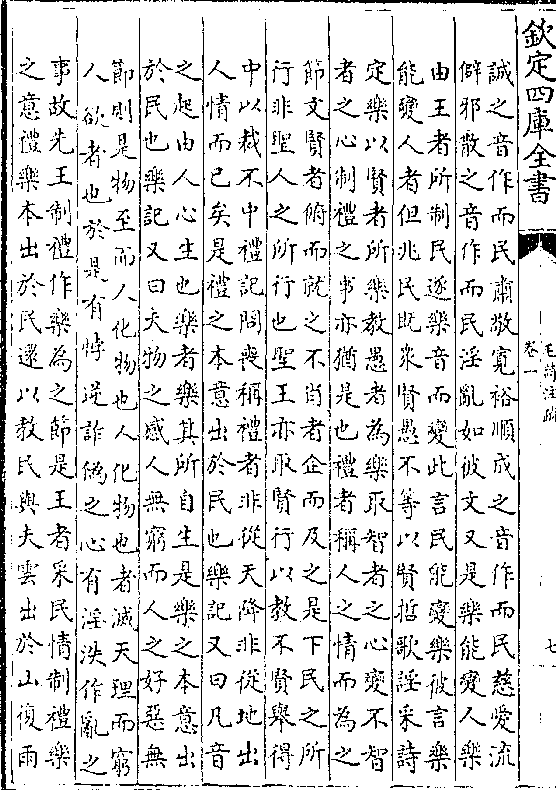 欽定四庫全書
毛詩注疏
卷一
七
誠之音作而民肅敬寛裕順成之音作而民慈愛流
僻邪散之音作而民淫亂如彼文又是樂能變人樂
由王者所制民逐樂音而變此言民能變樂彼言樂
能變人者但兆民既衆賢愚不等以賢哲歌謡采詩
定樂以賢者所樂教愚者為樂取智者之心變不智
者之心制禮之事亦猶是也禮者稱人之情而為之
節文賢者俯而就之不肖者企而及之是下民之所
行非聖人之所行也聖王亦取賢行以教不賢舉得
中以裁不中禮記問喪稱禮者非從天降非從地出
人情而已矣是禮之本意出於民也樂記又曰凡音
之起由人心生也樂者樂其所自生是樂之本意出
於民也樂記又曰夫物之感人無窮而人之好惡無
節則是物至而人化物也人化物也者滅天理而窮
人欲者也於是有悖逆詐偽之心有淫泆作亂之
事故先王制禮作樂為之節是王者采民情制禮樂
之意禮樂本出於民還以教民與夫雲出於山復雨